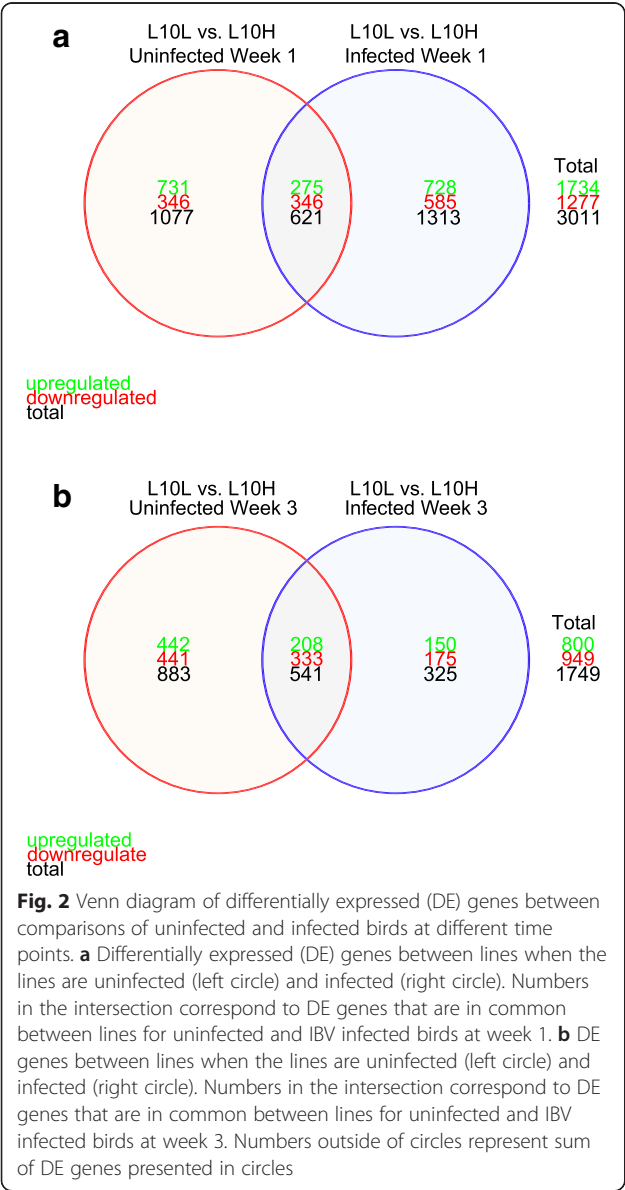 a
L10L vs. L10H
Uninfected Week 1
L10L vs. L10H
Infected Week 1
731
346
1077
275
346
621
728
585
1313
Total
1734
1277
3011
upregulated
downregulated
total
b
L10L vs. L10H
Uninfected Week 3
L10L vs. L10H
Infected Week 3
442
441
883
208
333
541
150
175
325
Total
800
949
1749
upregulated
downregulate
total
Fig. 2 Venn diagram of differentially expressed (DE) genes between
comparisons of uninfected and infected birds at different time
points. a Differentially expressed (DE) genes between lines when the
lines are uninfected (left circle) and infected (right circle). Numbers
in the intersection correspond to DE genes that are in common
between lines for uninfected and IBV infected birds at week 1. b DE
genes between lines when the lines are uninfected (left circle) and
infected (right circle). Numbers in the intersection correspond to DE
genes that are in common between lines for uninfected and IBV
infected birds at week 3. Numbers outside of circles represent sum
of DE genes presented in circles